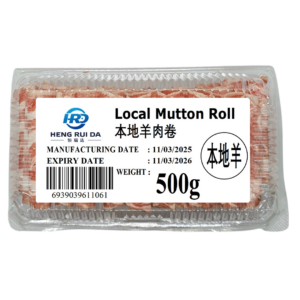 HRD
HENG RUI DA
Local Mutton Roll
本地羊肉卷
MANUFACTURING DATE : 11/03/2025
EXPIRY DATE : 11/03/2026
WEIGHT : 500g
本地羊
6939039611061